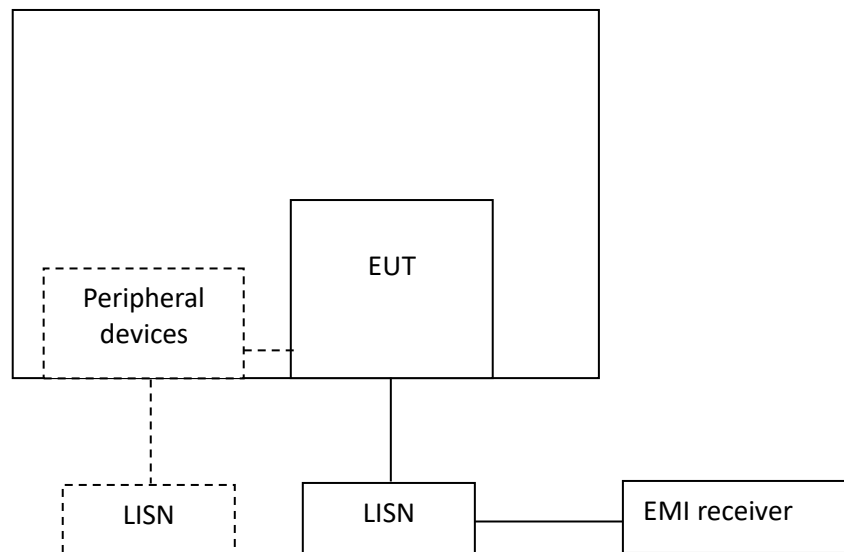 EUT
Peripheral
devices
LISN
LISN
EMI receiver